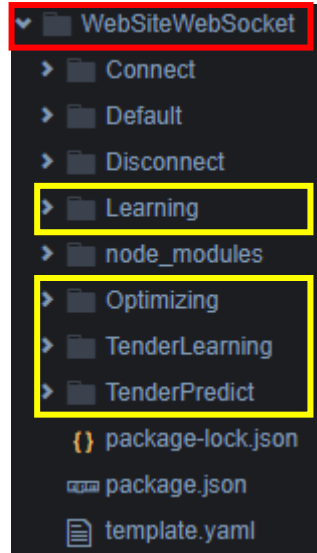 WebSiteWebSocket
Connect
Default
Disconnect
Learning
node_modules
Optimizing
TenderLearning
TenderPredict
{} package-lock.json
package.json
template.yaml